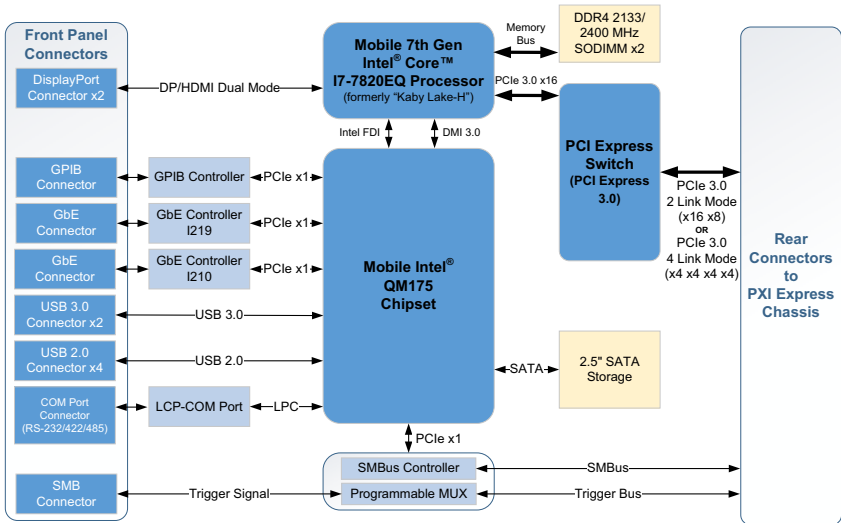 Front Panel
Connectors
DisplayPort
Connector x2
DP/HDMI Dual Mode
Mobile 7th Gen
Intel® Core™
I7-7820EQ Processor
(formerly “Kaby Lake-H”)
Memory
Bus
DDR4 2133/
2400 MHz
SODIMM x2
PCIe 3.0 x16
Intel FDI
DMI 3.0
PCI Express
Switch
(PCI Express
3.0)
PCIe 3.0
2 Link Mode
(x16 x8)
OR
PCIe 3.0
4 Link Mode
(x4 x4 x4 x4)
Rear
Connectors
to
PXI Express
Chassis
GPIB
Connector
GPIB Controller
PCIe x1
GbE
Connector
GbE Controller
I219
PCIe x1
GbE
Connector
GbE Controller
I210
PCIe x1
Mobile Intel®
QM175
Chipset
USB 3.0
Connector x2
USB 3.0
USB 2.0
Connector x4
USB 2.0
SATA
2.5" SATA
Storage
COM Port
Connector
(RS-232/422/485)
LCP-COM Port
LPC
PCIe x1
SMBus Controller
SMBus
SMB
Connector
Trigger Signal
Programmable MUX
Trigger Bus